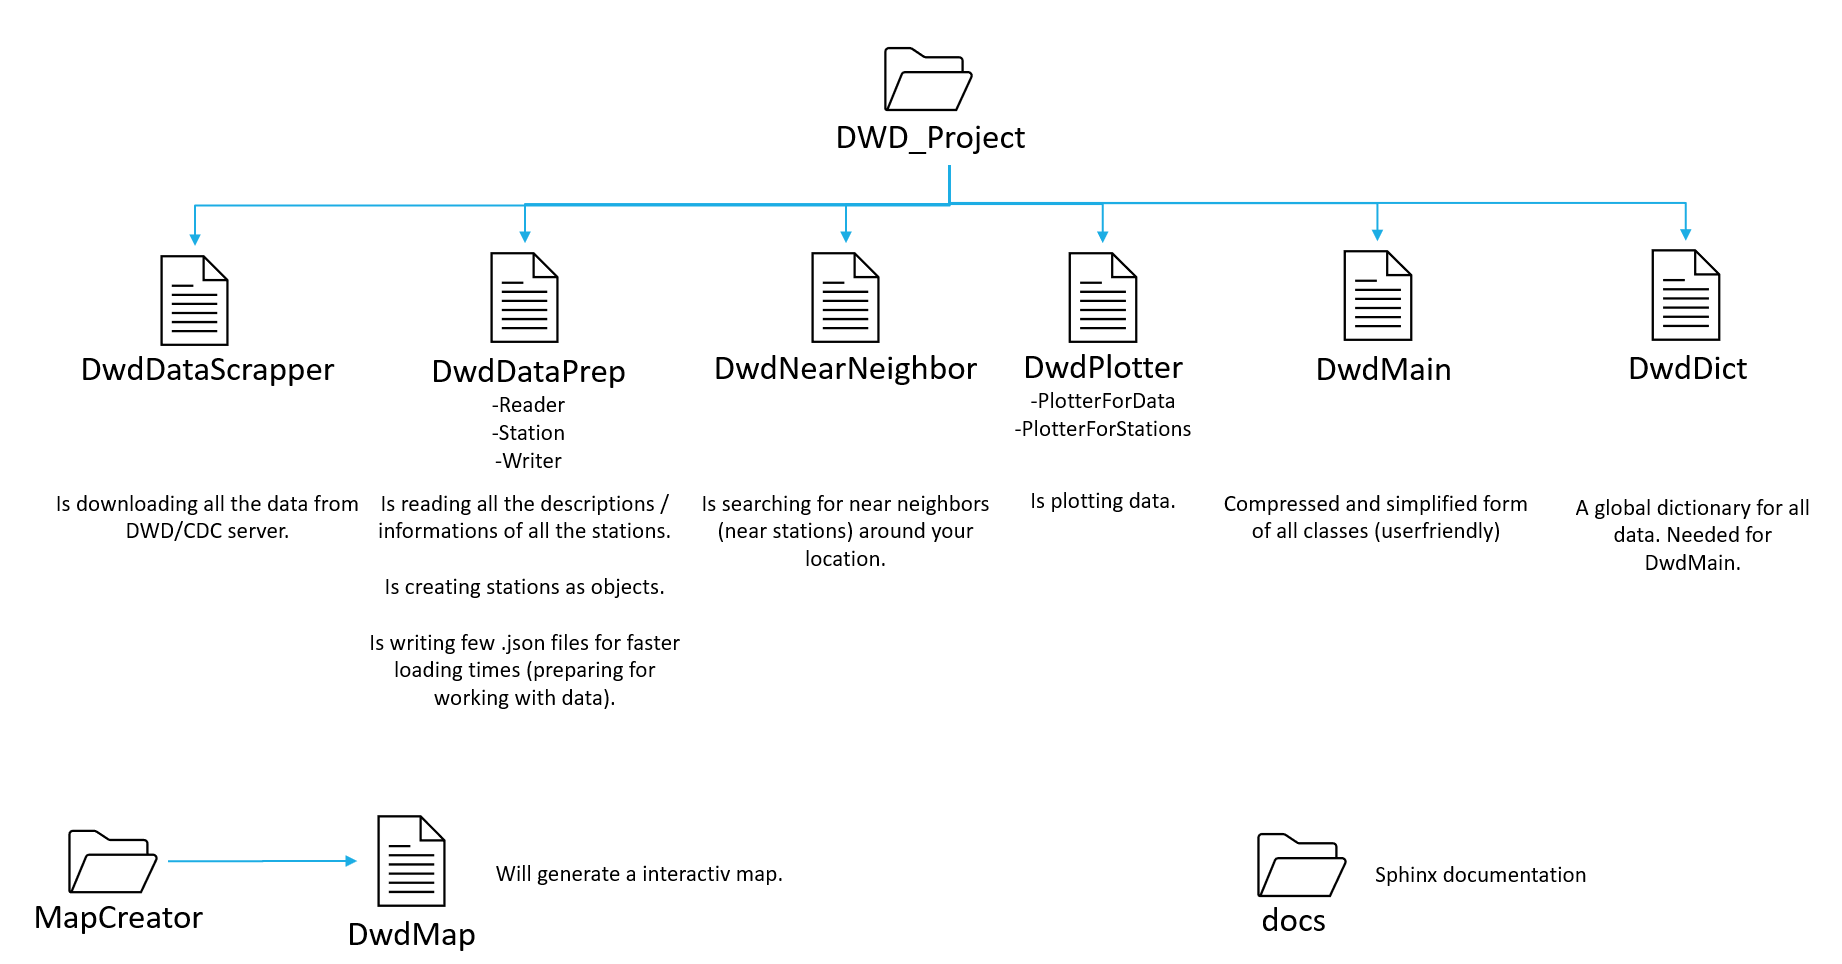 DWD_Project
DwdDataScrapper
Is downloading all the data from
DWD/CDC server.
DwdDataPrep
-Reader
-Station
-Writer
Is reading all the descriptions /
informations of all the stations.
Is creating stations as objects.
Is writing few .json files for faster
loading times (preparing for
working with data).
DwdNearNeighbor
Is searching for near neighbors
(near stations) around your
location.
DwdPlotter
-PlotterForData
-PlotterForStations
Is plotting data.
DwdMain
Compressed and simplified form
of all classes (userfriendly)
DwdDict
A global dictionary for all
data. Needed for
DwdMain.
MapCreator
DwdMap
Will generate a interactiv map.
docs
Sphinx documentation